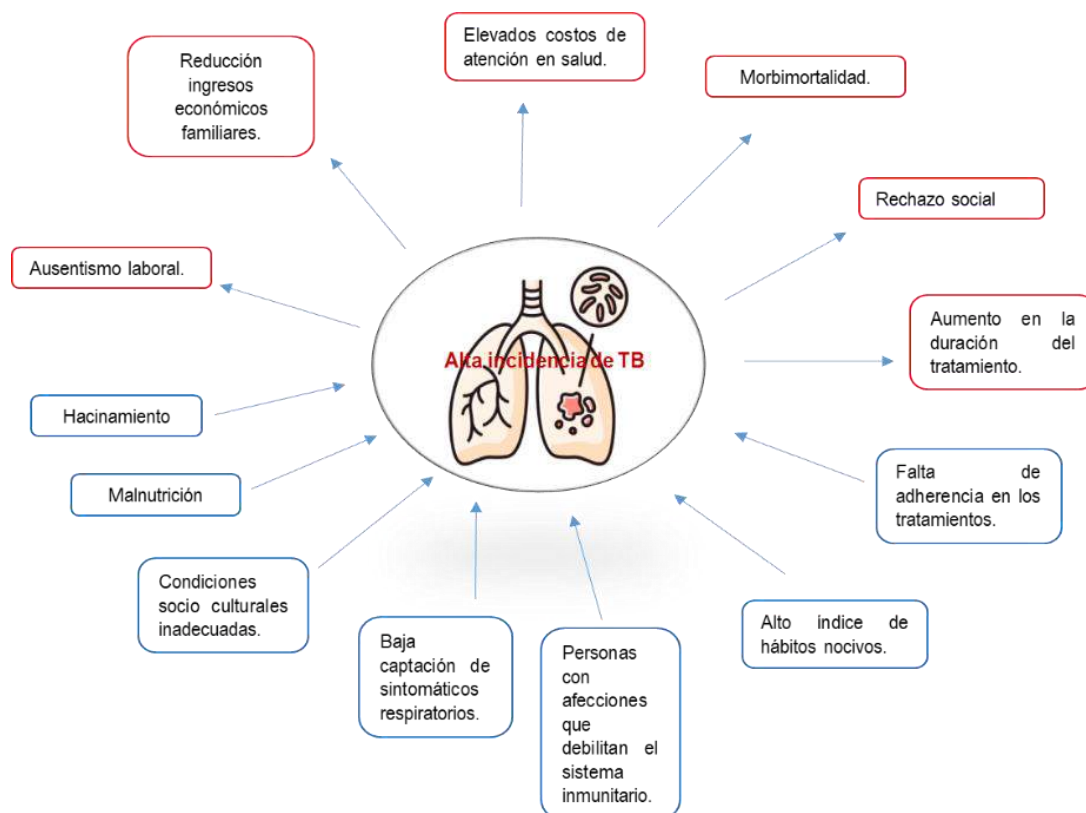 Elevados costos de
atención en salud.
Reducción
ingresos
económicos
familiares.
Morbimortalidad.
Rechazo social
Ausentismo laboral.
Aumento en la
duración del
tratamiento.
Alta incidencia de TB
Hacinamiento
Malnutrición
Falta de
adherencia en los
tratamientos.
Condiciones
socio culturales
inadecuadas.
Baja
captación de
sintomáticos
respiratorios.
Personas
con
afecciones
que
debilitan el
sistema
inmunitario.
Alto índice de
hábitos nocivos.